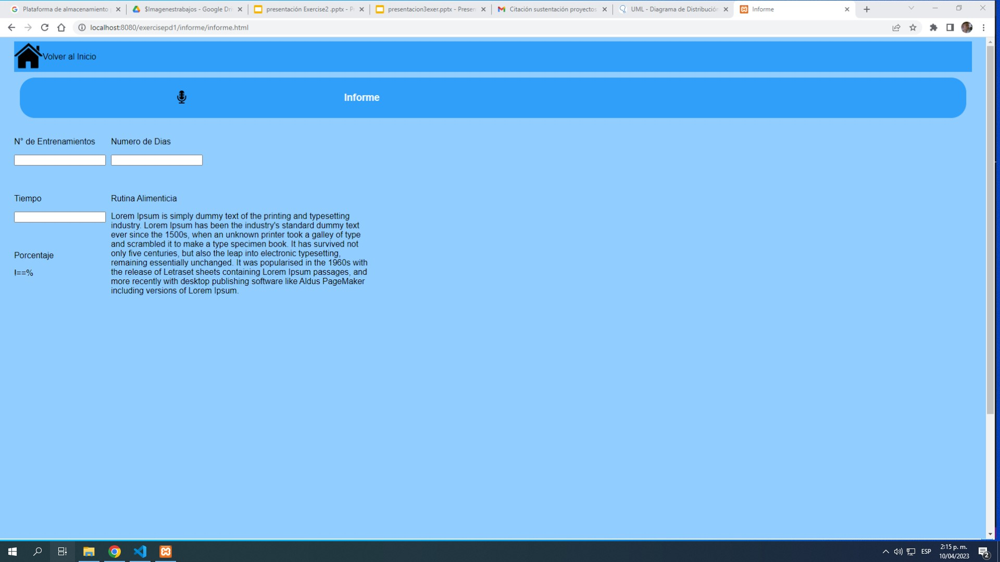 Plataforma de almacenamiento
$Imagenestrabajos - Google Dri
presentación Exercise2 .pptx - P
presentacion3exer.pptx - Presen
Citación sustentación proyectos
UML - Diagrama de Distribución
Informe
localhost:8080/exercisepd1/informe/informe.html
Volver al Inicio
Informe
N° de Entrenamientos
Numero de Dias
Tiempo
Rutina Alimenticia
Lorem Ipsum is simply dummy text of the printing and typesetting
industry. Lorem Ipsum has been the industry's standard dummy text
ever since the 1500s, when an unknown printer took a galley of type
and scrambled it to make a type specimen book. It has survived not
only five centuries, but also the leap into electronic typesetting,
remaining essentially unchanged. It was popularised in the 1960s with
the release of Letraset sheets containing Lorem Ipsum passages, and
more recently with desktop publishing software like Aldus PageMaker
including versions of Lorem Ipsum.
Porcentaje
!==%
ESP
2:15 p. m.
10/04/2023
2